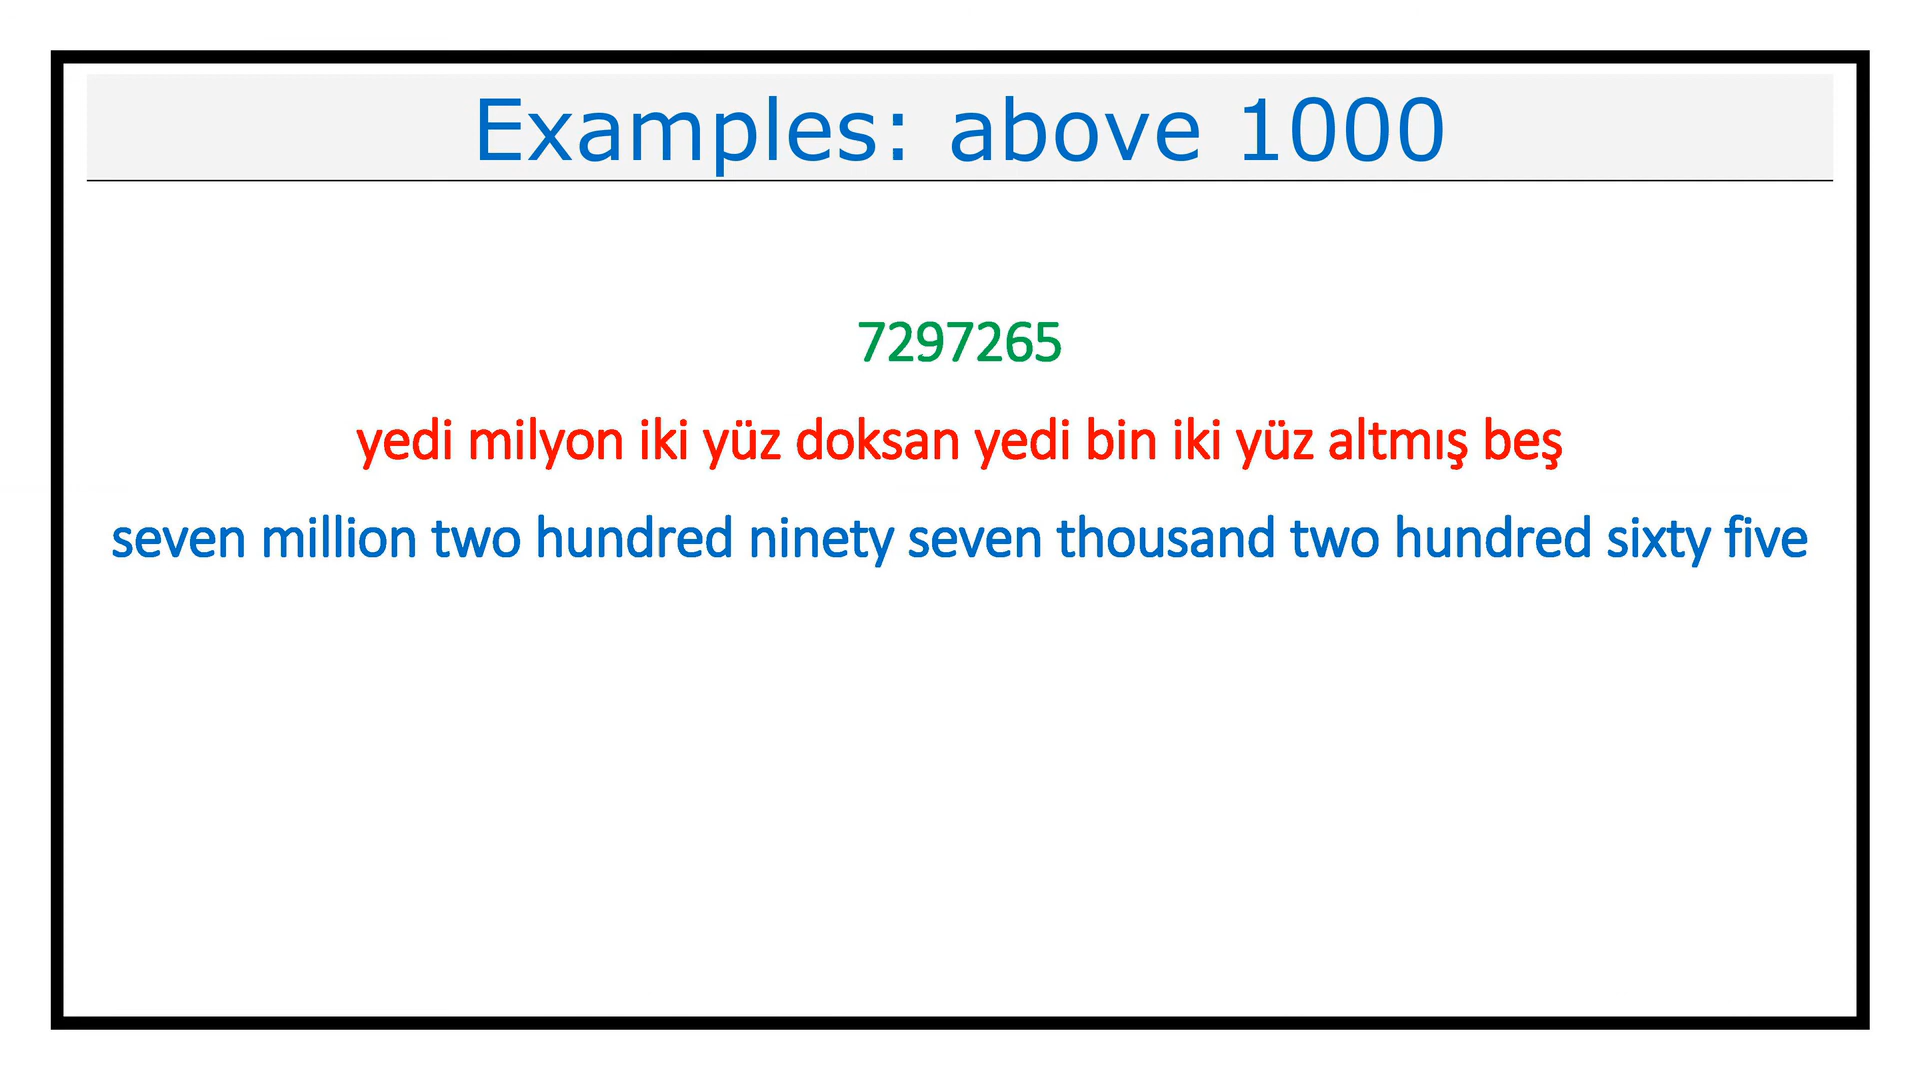 Examples: above 1000
7297265
yedi milyon iki yüz doksan yedi bin iki yüz altmış beş
seven million two hundred ninety seven thousand two hundred sixty five